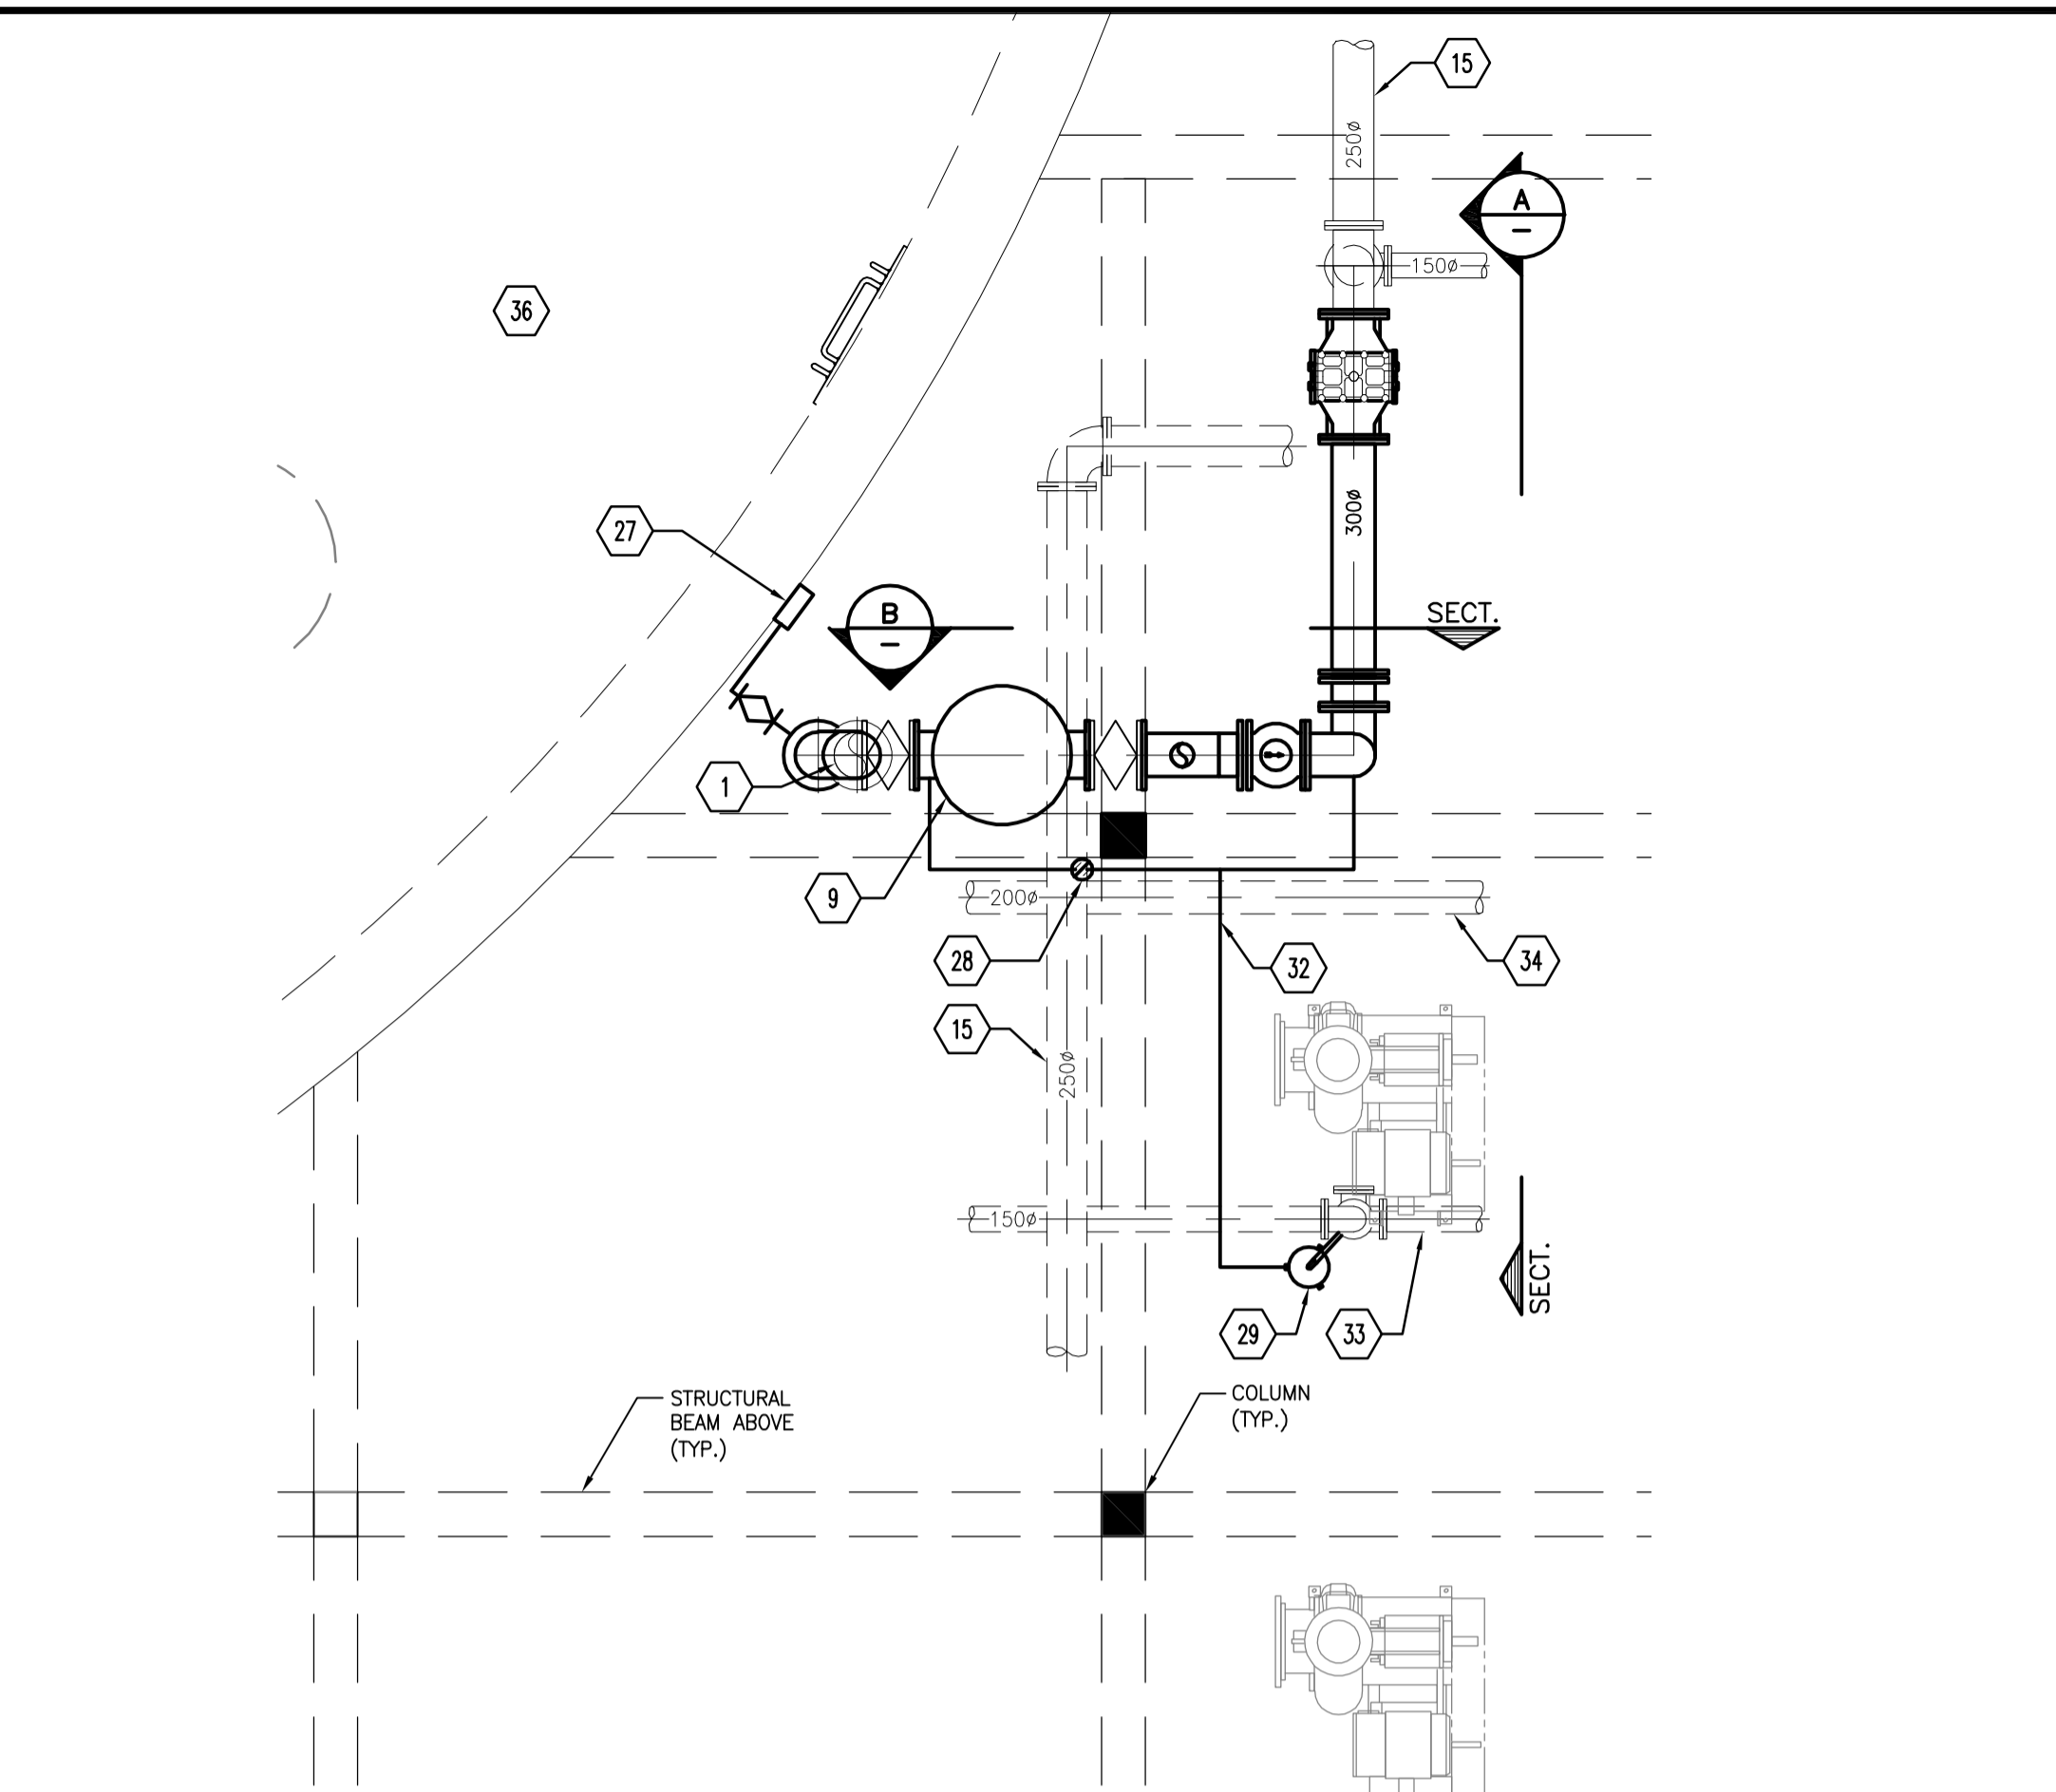 15
250ø
A
150ø
36
300ø
27
B
SECT.
1
9
200ø
28
32
34
15
250ø
150ø
SECT.
29
33
STRUCTURAL
BEAM ABOVE
(TYP.)
COLUMN
(TYP.)